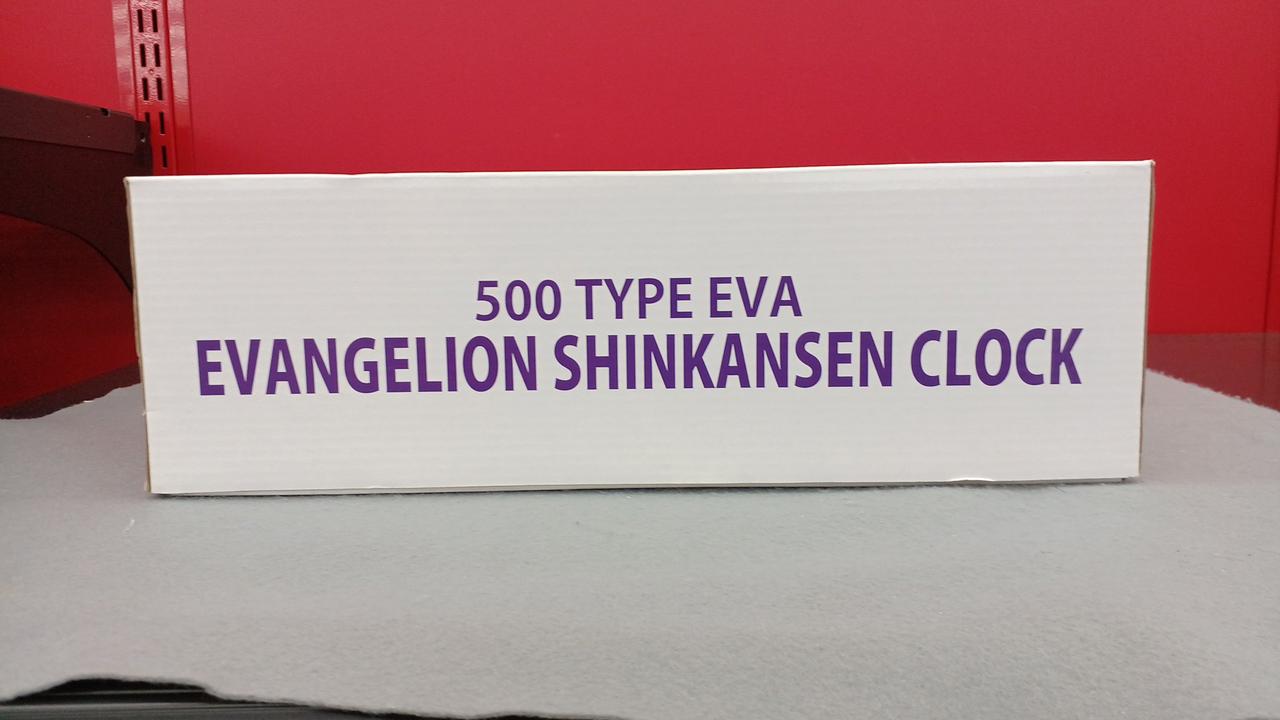 500 TYPE EVA
EVANGELION SHINKANSEN CLOCK